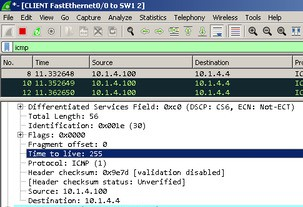 *- [CLIENT FastEthernet0/0 to SW1 2]
File Edit View Go Capture Analyze Statistics Telephony Wireless Tools H
icmp
No. Time Source Destination
8 11.332648 10.1.4.100 10.1.4.4
10 11.352659 10.1.4.100 10.1.4.4
12 11.362650 10.1.4.100 10.1.4.4
Differentiated Services Field: 0xc0 (DSCP: CS6, ECN: Not-ECT)
Total Length: 56
Identification: 0x001e (30)
Flags: 0x0000
Fragment offset: 0
Time to live: 255
Protocol: ICMP (1)
Header checksum: 0x9e7d [validation disabled]
[Header checksum status: Unverified]
Source: 10.1.4.100
Destination: 10.1.4.4